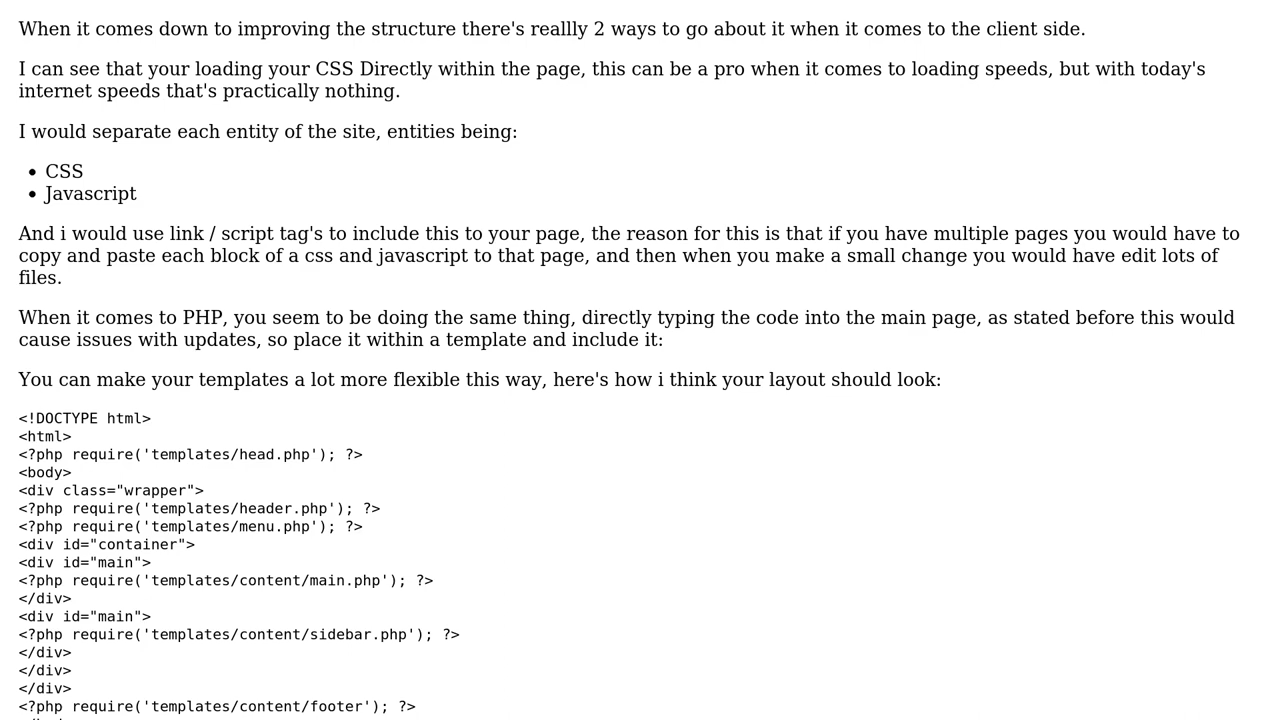 When it comes down to improving the structure there's reallly 2 ways to go about it when it comes to the client side.
I can see that your loading your CSS Directly within the page, this can be a pro when it comes to loading speeds, but with today's
internet speeds that's practically nothing.
I would separate each entity of the site, entities being:
• CSS
• Javascript
And i would use link / script tag's to include this to your page, the reason for this is that if you have multiple pages you would have to
copy and paste each block of a css and javascript to that page, and then when you make a small change you would have edit lots of
files.
When it comes to PHP, you seem to be doing the same thing, directly typing the code into the main page, as stated before this would
cause issues with updates, so place it within a template and include it:
You can make your templates a lot more flexible this way, here's how i think your layout should look:
<!DOCTYPE html>
<html>
<?php require('templates/head.php'); ?>
<body>
<div class="wrapper">
<?php require('templates/header.php'); ?>
<?php require('templates/menu.php'); ?>
<div id="container">
<div id="main">
<?php require('templates/content/main.php'); ?>
</div>
<div id="main">
<?php require('templates/content/sidebar.php'); ?>
</div>
</div>
</div>
<?php require('templates/content/footer'); ?>